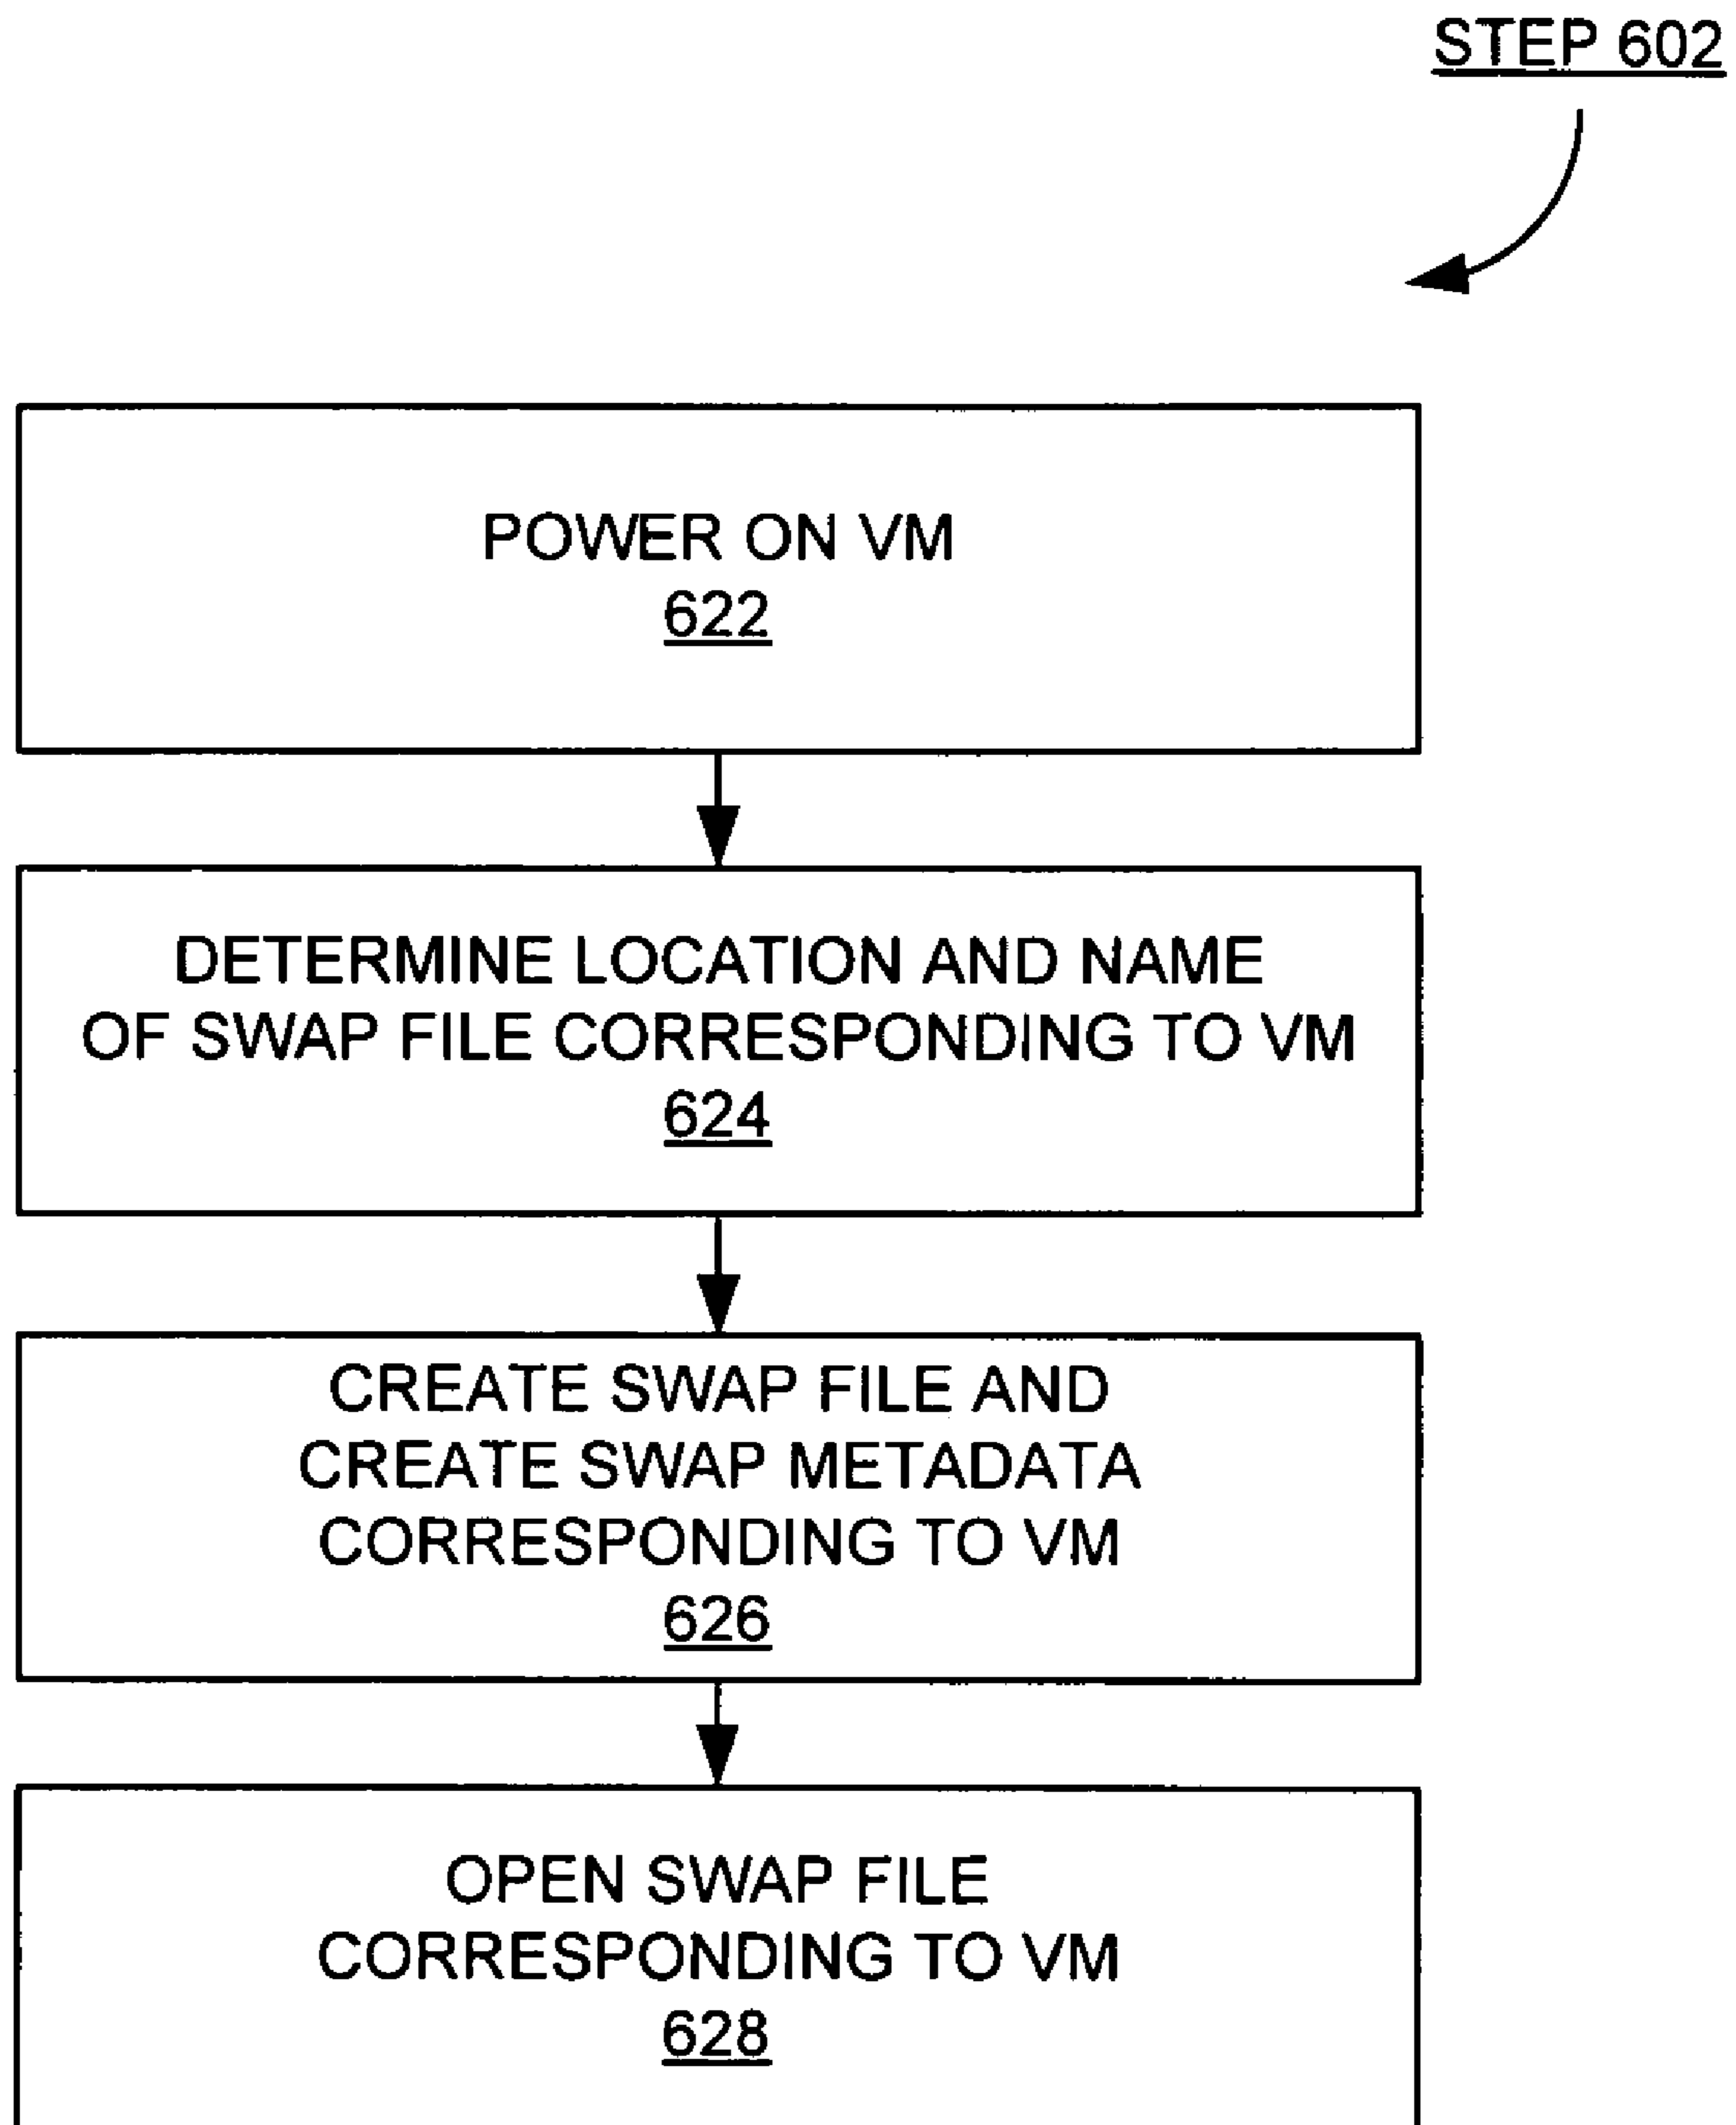 STEP 602
POWER ON VM
622
DETERMINE LOCATION AND NAME
OF SWAP FILE CORRESPONDING TO VM
624
CREATE SWAP FILE AND
CREATE SWAP METADATA
CORRESPONDING TO VM
626
OPEN SWAP FILE
CORRESPONDING TO VM
628